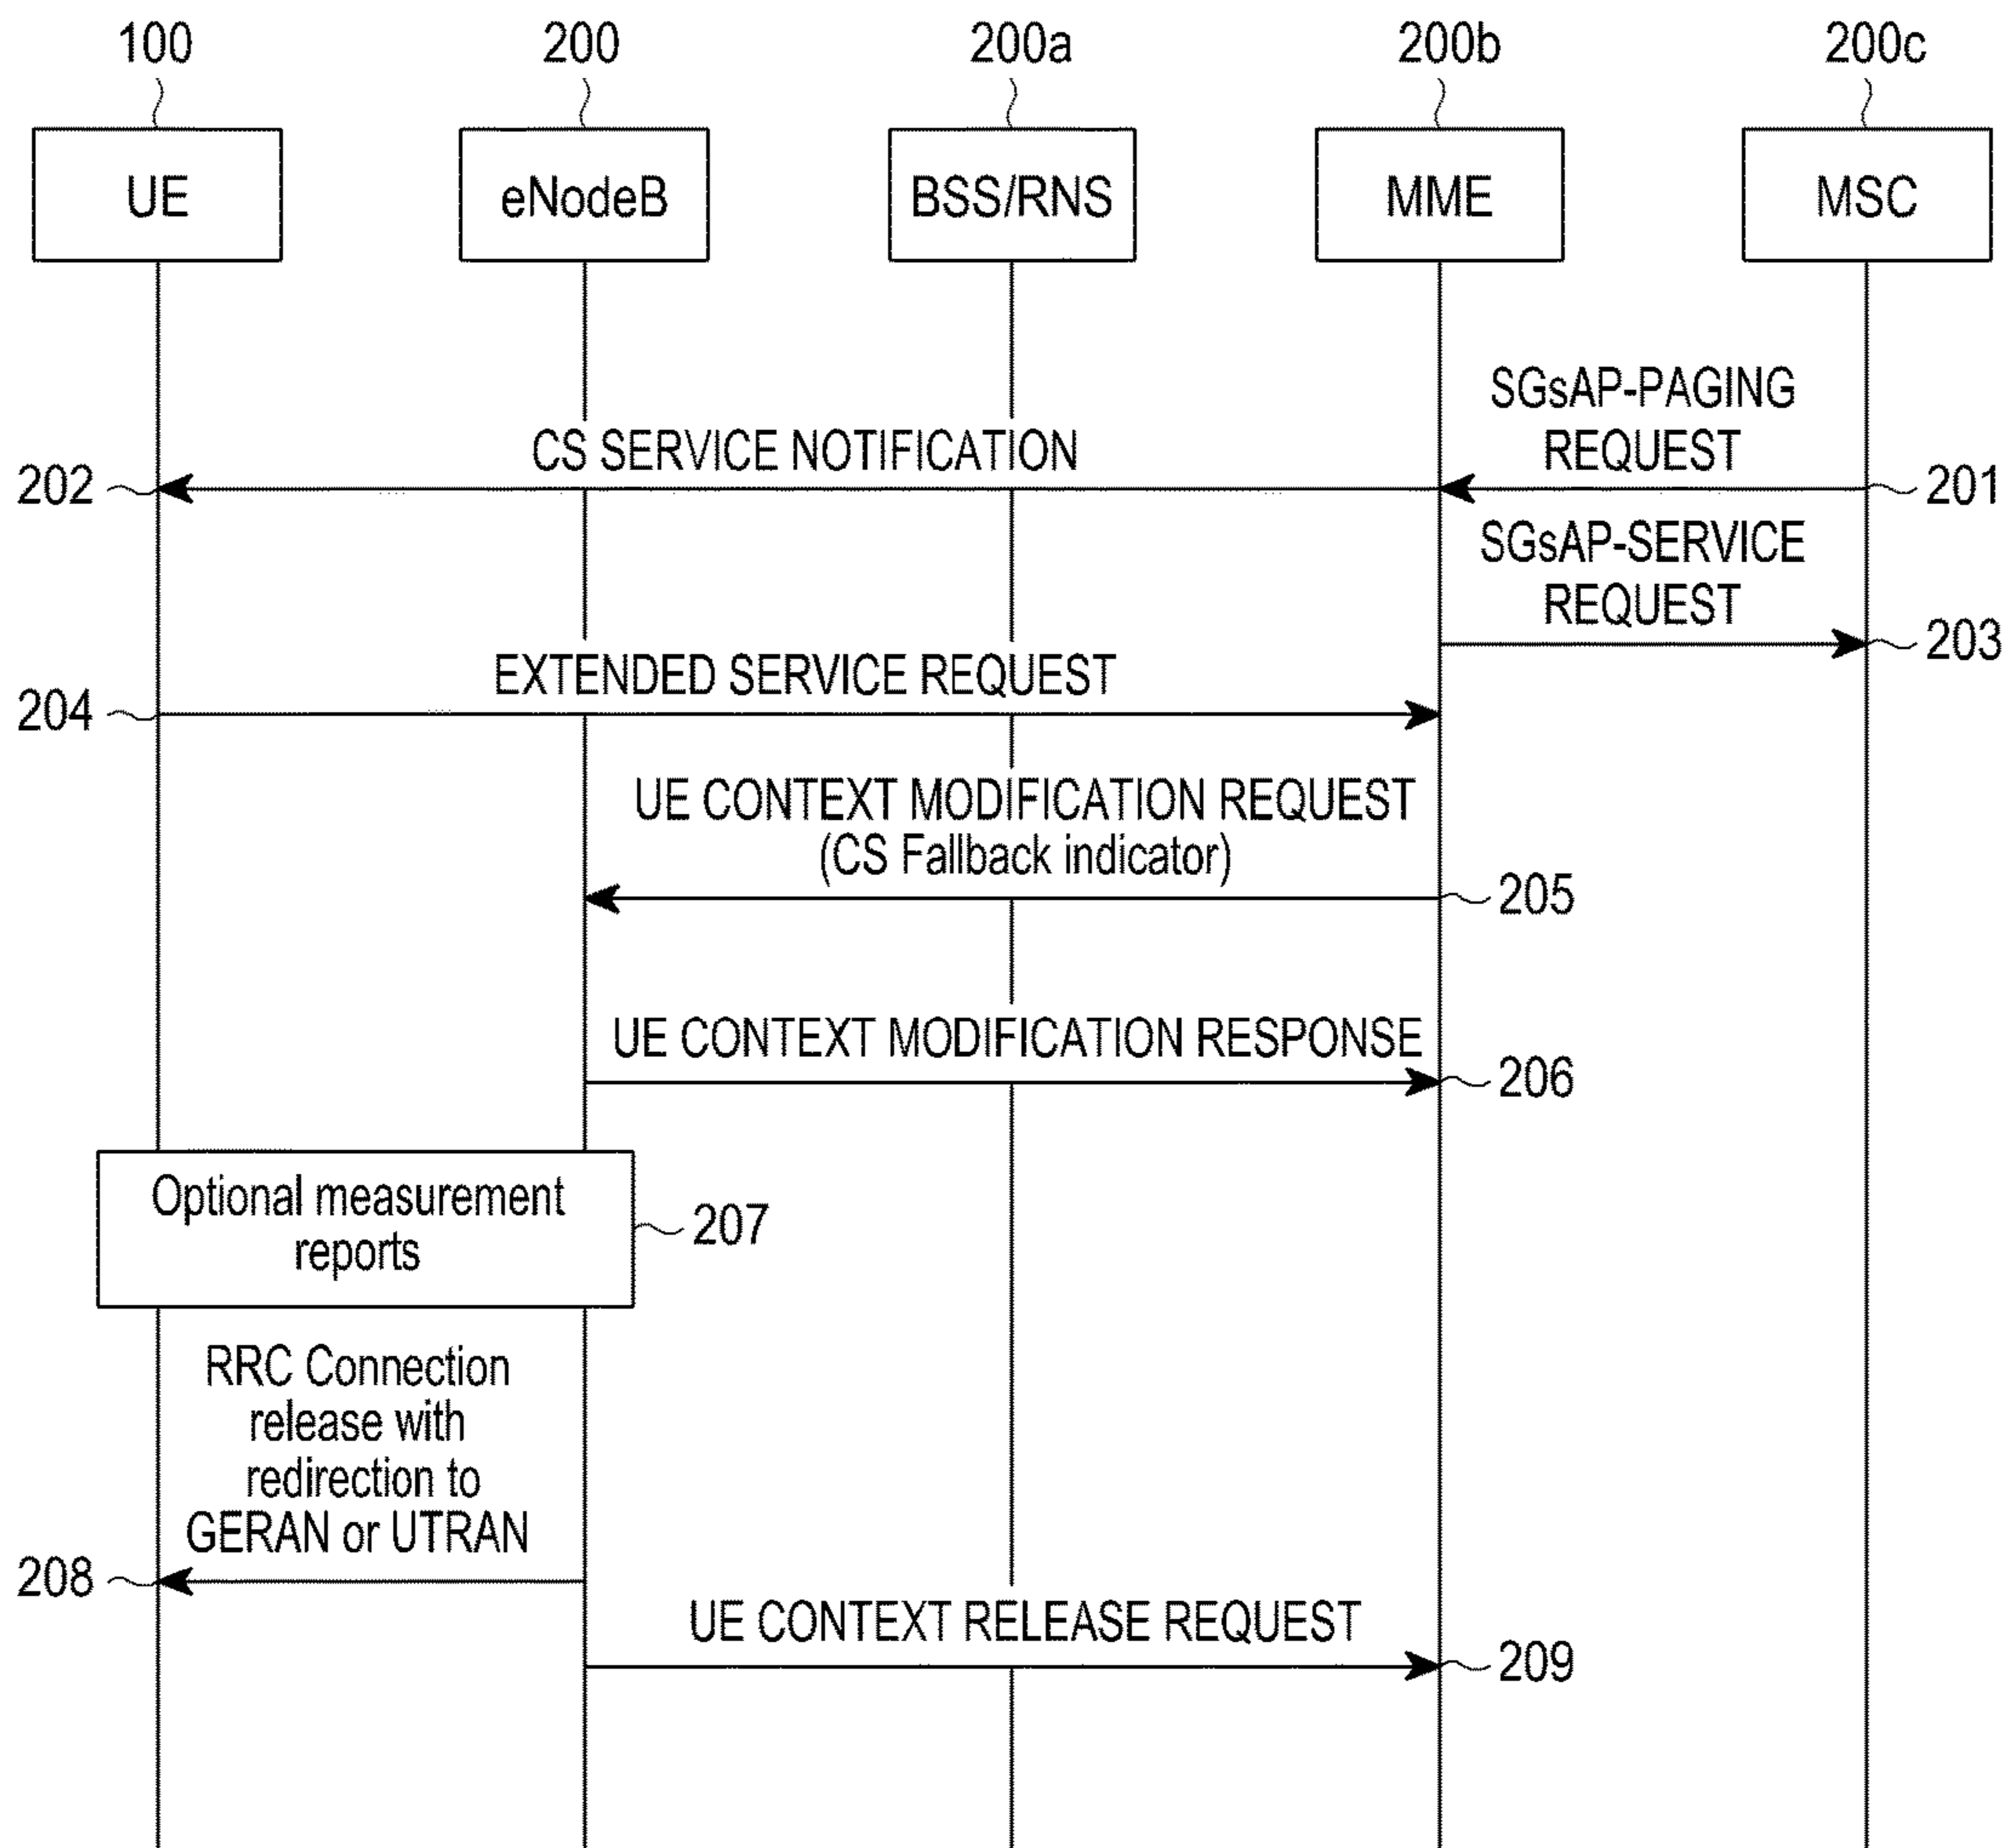 100
200
200a
200b
200c
UE
eNodeB
BSS/RNS
MME
MSC
SGsAP-PAGING
REQUEST
CS SERVICE NOTIFICATION
202
201
SGsAP-SERVICE
REQUEST
203
EXTENDED SERVICE REQUEST
204
UE CONTEXT MODIFICATION REQUEST
(CS Fallback indicator)
205
UE CONTEXT MODIFICATION RESPONSE
206
Optional measurement
reports
207
RRC Connection
release with
redirection to
GERAN or UTRAN
208
UE CONTEXT RELEASE REQUEST
209